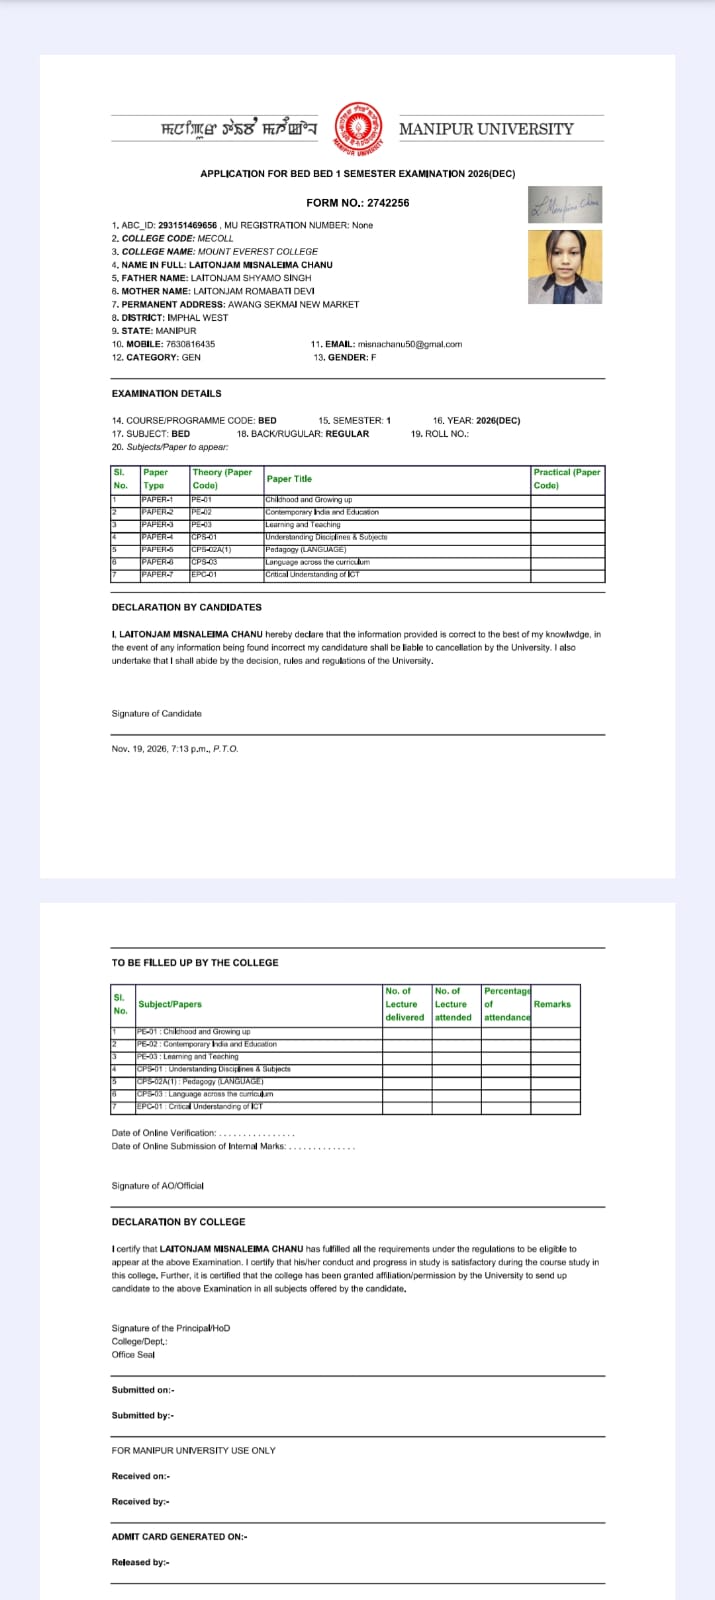 MANIPUR UNIVERSITY
MANIPUR UNIVERSITY
APPLICATION FOR BED BED 1 SEMESTER EXAMINATION 2026(DEC)
FORM NO.: 2742256
1. ABC_ID: 293151469656 , MU REGISTRATION NUMBER: None
2. COLLEGE CODE: MECOLL
3. COLLEGE NAME: MOUNT EVEREST COLLEGE
4. NAME IN FULL: LAITONJAM MISNALEIMA CHANU
5. FATHER NAME: LAITONJAM SHYAMO SINGH
6. MOTHER NAME: LAITONJAM ROMABATI DEVI
7. PERMANENT ADDRESS: AWANG SEKMAI NEW MARKET
8. DISTRICT: IMPHAL WEST
9. STATE: MANIPUR
10. MOBILE: 7630816435 11. EMAIL: misnachanu50@gmal.com
12. CATEGORY: GEN 13. GENDER: F
EXAMINATION DETAILS
14. COURSE/PROGRAMME CODE: BED 15. SEMESTER: 1 16. YEAR: 2026(DEC)
17. SUBJECT: BED 18. BACK/RUGULAR: REGULAR 19. ROLL NO.:
20. Subjects/Paper to appear:
Sl. No. Paper Type Theory (Paper Code) Paper Title Practical (Paper Code)
1 PAPER-1 PE-01 Childhood and Growing up
2 PAPER-2 PE-02 Contemporary India and Education
3 PAPER-3 PE-03 Learning and Teaching
4 PAPER-4 CPS-01 Understanding Disciplines & Subjects
5 PAPER-5 CPS-02A(1) Pedagogy (LANGUAGE)
6 PAPER-6 CPS-03 Language across the curriculum
7 PAPER-7 EPC-01 Critical Understanding of ICT
DECLARATION BY CANDIDATES
I, LAITONJAM MISNALEIMA CHANU hereby declare that the information provided is correct to the best of my knowlwdge, in
the event of any information being found incorrect my candidature shall be liable to cancellation by the University. I also
undertake that I shall abide by the decision, rules and regulations of the University.
Signature of Candidate
Nov. 19, 2026, 7:13 p.m., P.T.O.
TO BE FILLED UP BY THE COLLEGE
Sl. No. Subject/Papers No. of Lecture delivered No. of Lecture attended Percentage of attendance Remarks
1 PE-01 : Childhood and Growing up
2 PE-02 : Contemporary India and Education
3 PE-03 : Learning and Teaching
4 CPS-01 : Understanding Disciplines & Subjects
5 CPS-02A(1) : Pedagogy (LANGUAGE)
6 CPS-03 : Language across the curriculum
7 EPC-01 : Critical Understanding of ICT
Date of Online Verification: . . . . . . . . . . . . . . .
Date of Online Submission of Internal Marks: . . . . . . . . . . . . .
Signature of AO/Official
DECLARATION BY COLLEGE
I certify that LAITONJAM MISNALEIMA CHANU has fulfilled all the requirements under the regulations to be eligible to
appear at the above Examination. I certify that his/her conduct and progress in study is satisfactory during the course study in
this college. Further, it is certified that the college has been granted affiliation/permission by the University to send up
candidate to the above Examination in all subjects offered by the candidate.
Signature of the Principal/HoD
College/Dept.:
Office Seal
Submitted on:-
Submitted by:-
FOR MANIPUR UNIVERSITY USE ONLY
Received on:-
Received by:-
ADMIT CARD GENERATED ON:-
Released by:-